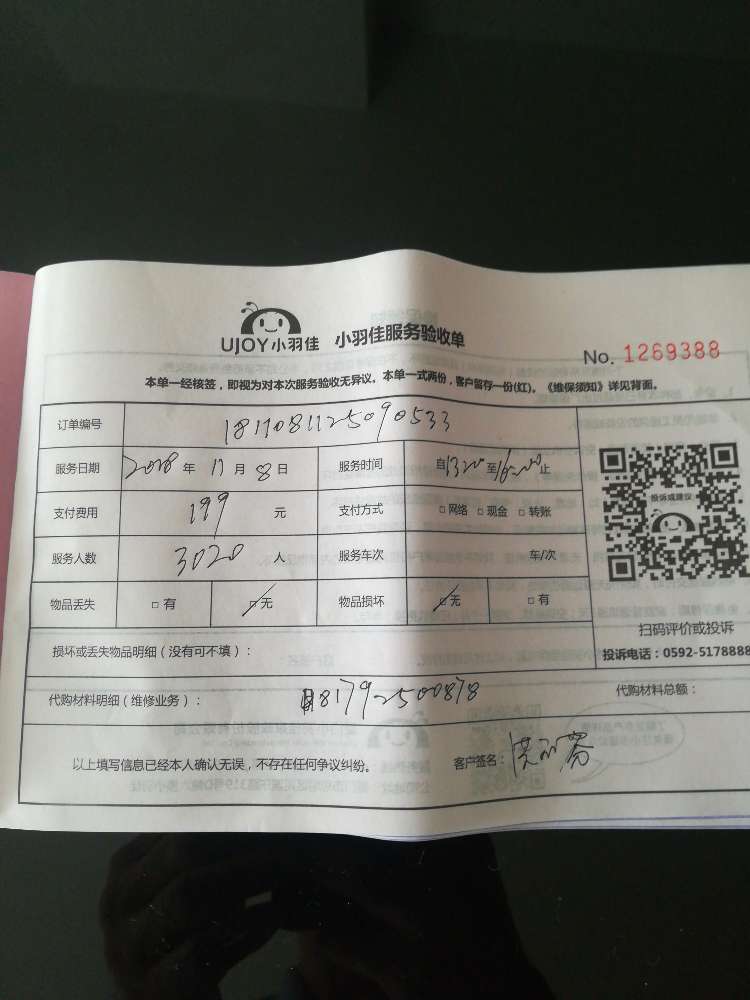 UJOY小羽佳 小羽佳服务验收单
No. 1269388
本单一经核签，即视为对本次服务验收无异议。本单一式两份，客户留存一份(红)。《维保须知》详见背面。
订单编号 1811081125090533
服务日期 2018 年 11 月 8 日 服务时间 自13:00至16:00止
支付费用 199 元 支付方式 □ 网络 □ 现金 □ 转账
服务人数 3020 人 服务车次 车/次
物品丢失 □ 有 □ 无 物品损坏 □ 无 □ 有
投诉或建议
扫码评价或投诉
投诉电话：0592-5178888
损坏或丢失物品明细（没有可不填）：
代购材料明细（维修业务）： 81792500878 代购材料总额：
以上填写信息已经本人确认无误，不存在任何争议纠纷。 客户签名：